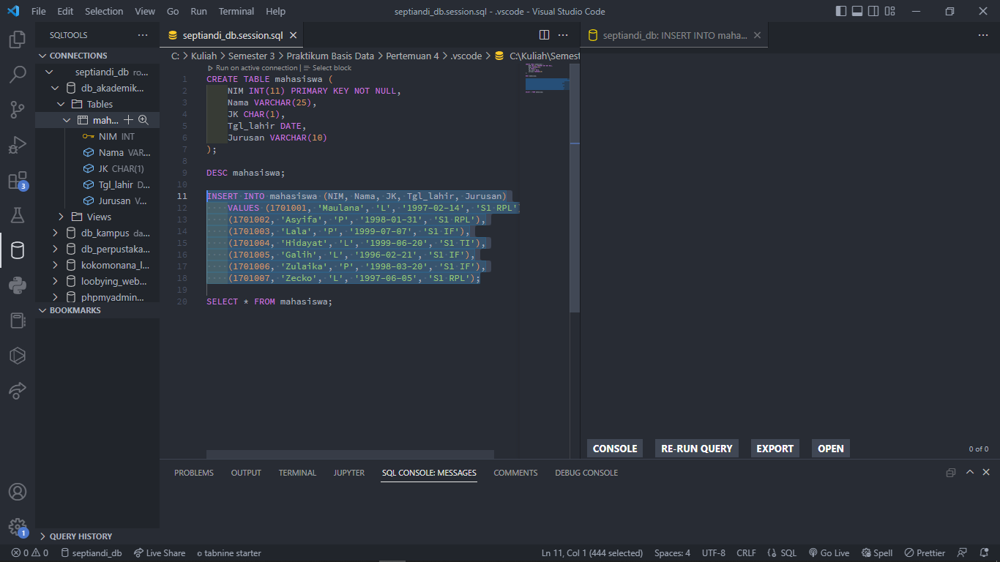 File Edit Selection View Go Run Terminal Help
septiandi_db.session.sql - .vscode - Visual Studio Code
SQLTOOLS
CONNECTIONS
septiandi_db ro...
db_akademik...
Tables
mah...
NIM INT
Nama VAR...
JK CHAR(1)
Tgl_lahir D...
Jurusan V...
Views
db_kampus da...
db_perpustaka...
kokomonana_l...
loobying_web...
phpmyadmin...
BOOKMARKS
QUERY HISTORY
3
1
septiandi_db.session.sql
C: > Kuliah > Semester 3 > Praktikum Basis Data > Pertemuan 4 > .vscode > C:\Kuliah\Semest
Run on active connection | Select block
1 CREATE TABLE mahasiswa (
2 NIM INT(11) PRIMARY KEY NOT NULL,
3 Nama VARCHAR(25),
4 JK CHAR(1),
5 Tgl_lahir DATE,
6 Jurusan VARCHAR(10)
7 );
8
9 DESC mahasiswa;
10
11 INSERT INTO mahasiswa (NIM, Nama, JK, Tgl_lahir, Jurusan)
12 VALUES (1701001, 'Maulana', 'L', '1997-02-14', 'S1 RPL'
13 (1701002, 'Asyifa', 'P', '1998-01-31', 'S1 RPL'),
14 (1701003, 'Lala', 'P', '1999-07-07', 'S1 IF'),
15 (1701004, 'Hidayat', 'L', '1999-06-20', 'S1 TI'),
16 (1701005, 'Galih', 'L', '1996-02-21', 'S1 IF'),
17 (1701006, 'Zulaika', 'P', '1998-03-20', 'S1 IF'),
18 (1701007, 'Zecko', 'L', '1997-06-05', 'S1 RPL');
19
20 SELECT * FROM mahasiswa;
septiandi_db: INSERT INTO maha...
CONSOLE RE-RUN QUERY EXPORT OPEN
0 of 0
PROBLEMS OUTPUT TERMINAL JUPYTER SQL CONSOLE: MESSAGES COMMENTS DEBUG CONSOLE
0 0 septiandi_db Live Share tabnine starter
Ln 11, Col 1 (444 selected) Spaces: 4 UTF-8 CRLF SQL Go Live Spell Prettier